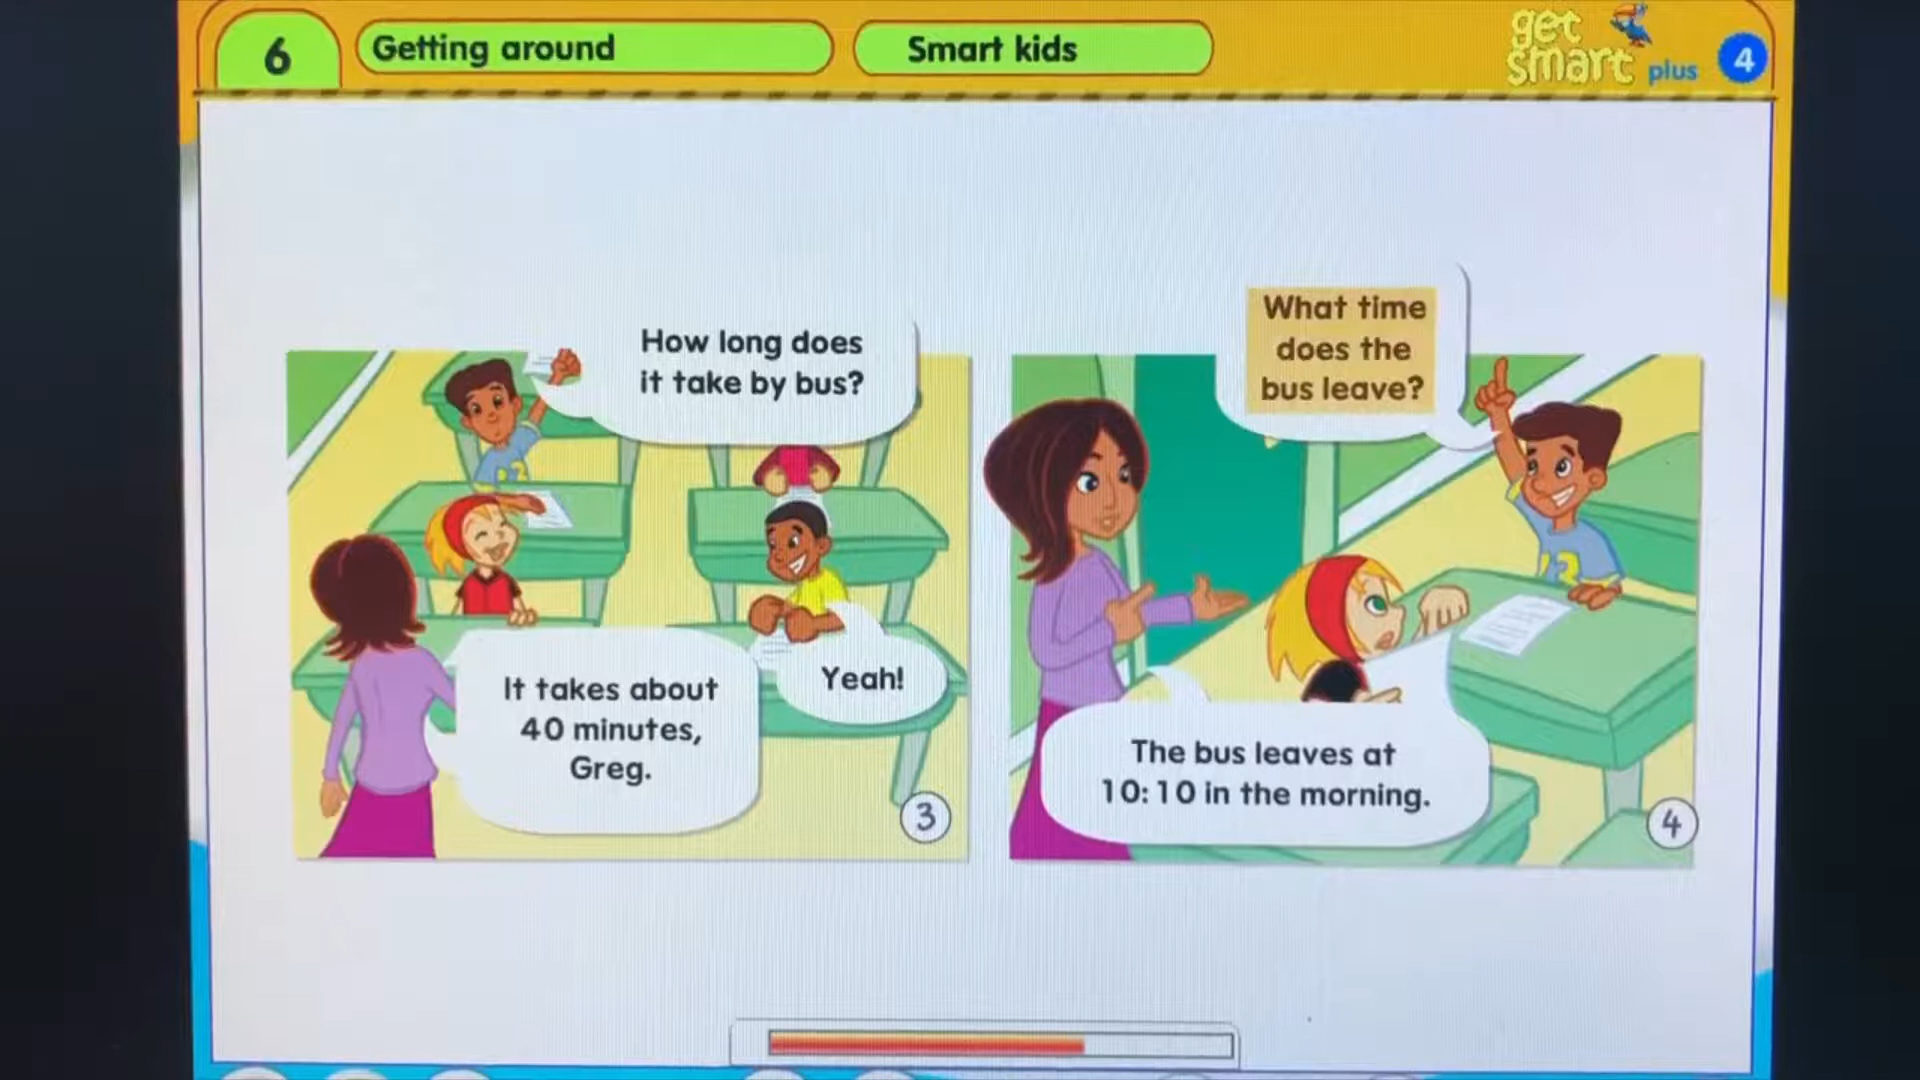 6
Getting around
Smart kids
get
smart plus
4
How long does
it take by bus?
It takes about
40 minutes,
Greg.
Yeah!
3
What time
does the
bus leave?
The bus leaves at
10:10 in the morning.
4